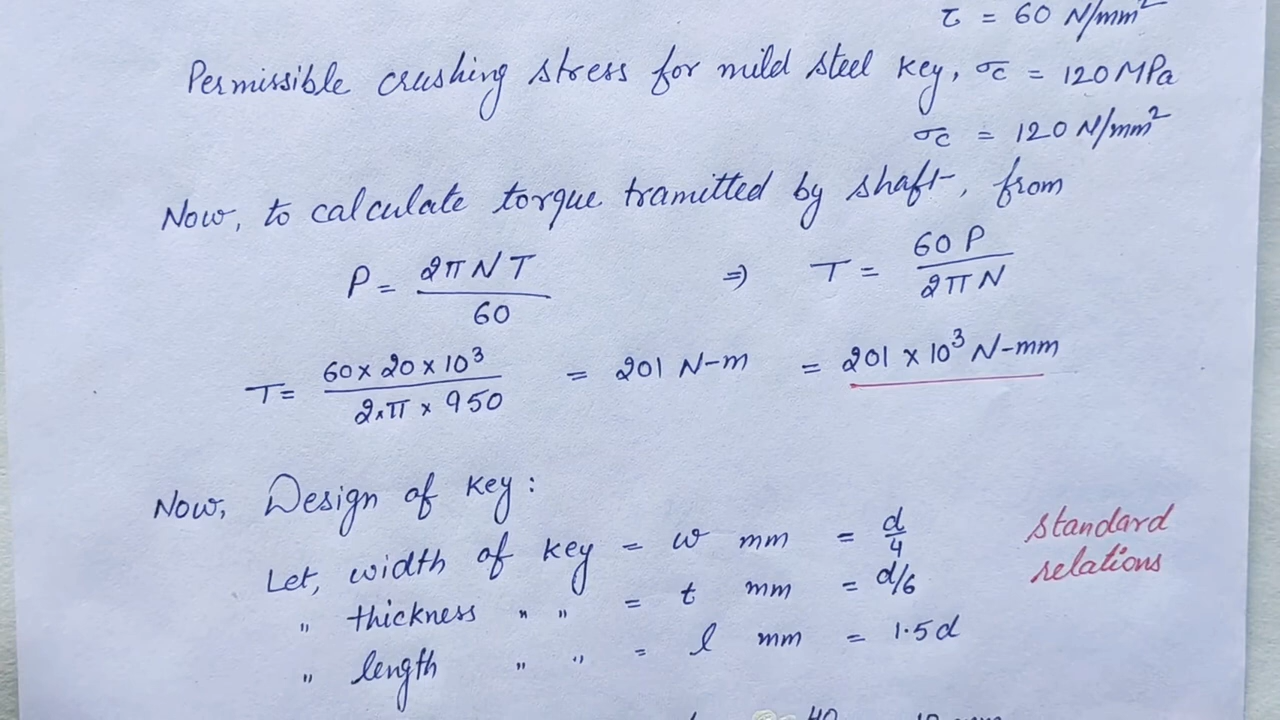 τ = 60 N/mm²
Permissible crushing stress for mild steel key, σc = 120 MPa
σc = 120 N/mm²
Now, to calculate torque tramitted by shaft, from
P = 2πNT / 60 ⇒ T = 60 P / 2πN
T = 60 x 20 x 10³ / 2 x π x 950 = 201 N-m = 201 x 10³ N-mm
Now, Design of key:
Let, width of key = w mm = d/4
" thickness " " = t mm = d/6
" length " " = l mm = 1.5d
standard
relations
40